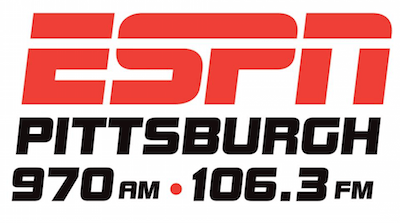 ESPN
PITTSBURGH
970 AM • 106.3 FM